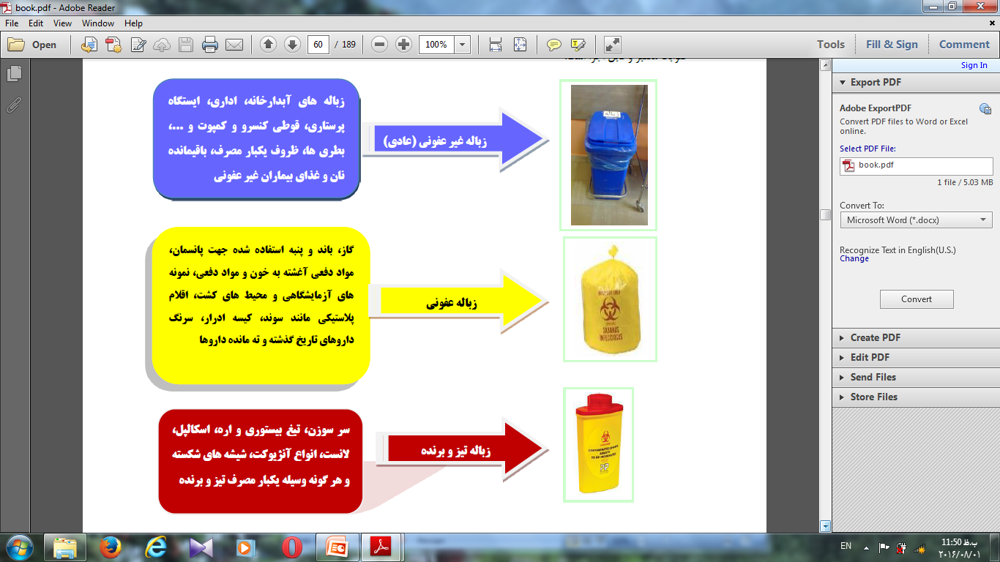 book.pdf - Adobe Reader
File Edit View Window Help
Open
60 / 189
100%
Tools
Fill & Sign
Comment
Sign In
زباله های آبدارخانه، اداری، ایستگاه
پرستاری، قوطی کنسرو و کمپوت و ...،
بطری ها، ظروف یکبار مصرف، باقیمانده
نان و غذای بیماران غیر عفونی
زباله غیر عفونی (عادی)
زباله
گاز، باند و پنبه استفاده شده جهت پانسمان،
مواد دفعی آغشته به خون و مواد دفعی، نمونه
های آزمایشگاهی و محیط های کشت، اقلام
پلاستیکی مانند سوند، کیسه ادرار، سرنگ
داروهای تاریخ گذشته و ته مانده داروها
زباله عفونی
سر سوزن، تیغ بیستوری و اره، اسکالپل،
لانست، انواع آنژیوکت، شیشه های شکسته
و هر گونه وسیله یکبار مصرف تیز و برنده
زباله تیز و برنده
CONTAMINATED SHARPS
TO BE INCINERATED
Export PDF
Adobe ExportPDF
Convert PDF files to Word or Excel
online.
Select PDF File:
book.pdf
1 file / 5.03 MB
Convert To:
Microsoft Word (*.docx)
Recognize Text in English(U.S.)
Change
Convert
Create PDF
Edit PDF
Send Files
Store Files
EN
11:50 ب.ظ
۲۰۱۶/۰۸/۰۱